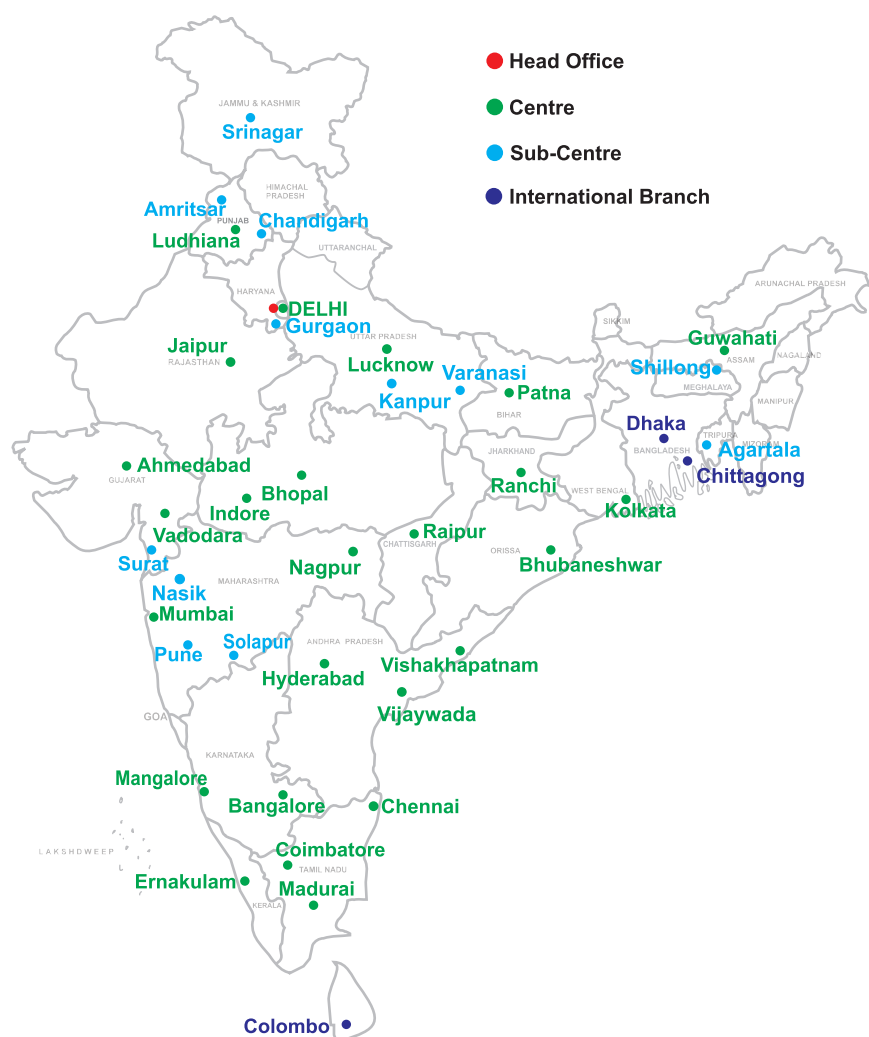 Head Office
Centre
Sub-Centre
International Branch
JAMMU & KASHMIR
Srinagar
HIMACHAL
PRADESH
Amritsar
PUNJAB
Chandigarh
Ludhiana
UTTARANCHAL
HARYANA
ARUNACHAL PRADESH
DELHI
Gurgaon
SIKKIM
UTTAR PRADESH
Guwahati
Jaipur
RAJASTHAN
Lucknow
ASSAM
NAGALAND
Varanasi
Shillong
MEGHALAYA
Kanpur
Patna
MANIPUR
BIHAR
Dhaka
TRIPURA
MIZORAM
BANGLADESH
Agartala
JHARKHAND
Ahmedabad
GUJARAT
Chittagong
Ranchi
Bhopal
WEST BENGAL
Indore
Kolkata
Vadodara
Raipur
CHATTISGARH
ORISSA
Surat
Nagpur
Bhubaneshwar
MAHARASHTRA
Nasik
Mumbai
Solapur
ANDHRA PRADESH
Pune
Vishakhapatnam
Hyderabad
Vijaywada
GOA
KARNATAKA
Mangalore
Bangalore
Chennai
LAKSHDWEEP
Coimbatore
TAMIL NADU
Ernakulam
Madurai
KERALA
Colombo